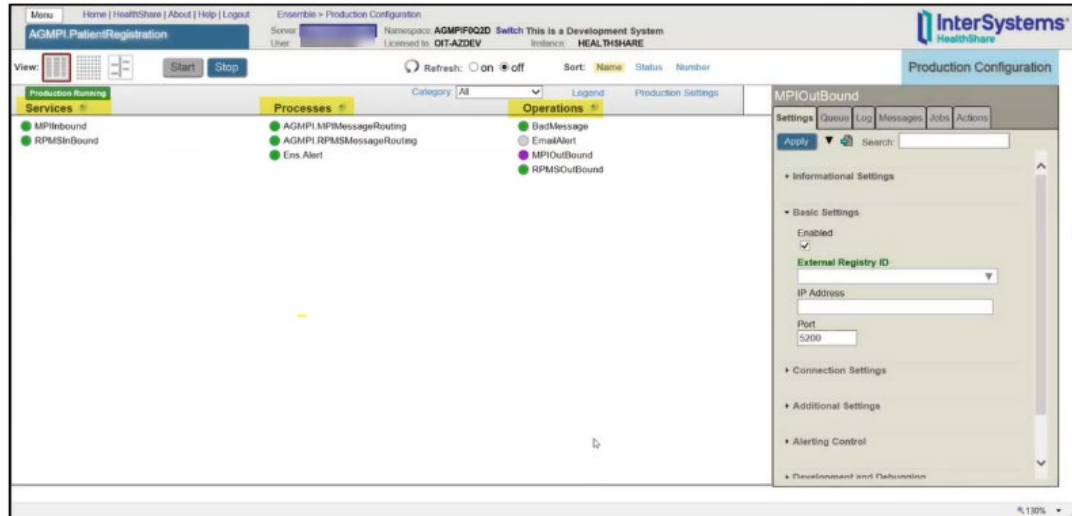 Menu Home | HealthShare | About | Help | Logout Ensemble > Production Configuration
AGMPI.PatientRegistration
Server: Namespace: AGMPIF0Q2D Switch This is a Development System
User: Licensed to: OIT-AZDEV Instance: HEALTHSHARE
InterSystems
HealthShare
View: Start Stop Refresh: on off Sort: Name Status Number Production Configuration
Production Running Category: All Legend Production Settings
Services Processes Operations
MPIInbound AGMPI.MPIMessageRouting BadMessage
RPMSInBound AGMPI.RPMSMessageRouting EmailAlert
Ens.Alert MPIOutBound
RPMSOutBound
MPIOutBound
Settings Queue Log Messages Jobs Actions
Apply Search:
Informational Settings
Basic Settings
Enabled
External Registry ID
IP Address
Port
5200
Connection Settings
Additional Settings
Alerting Control
Development and Debugging
130%